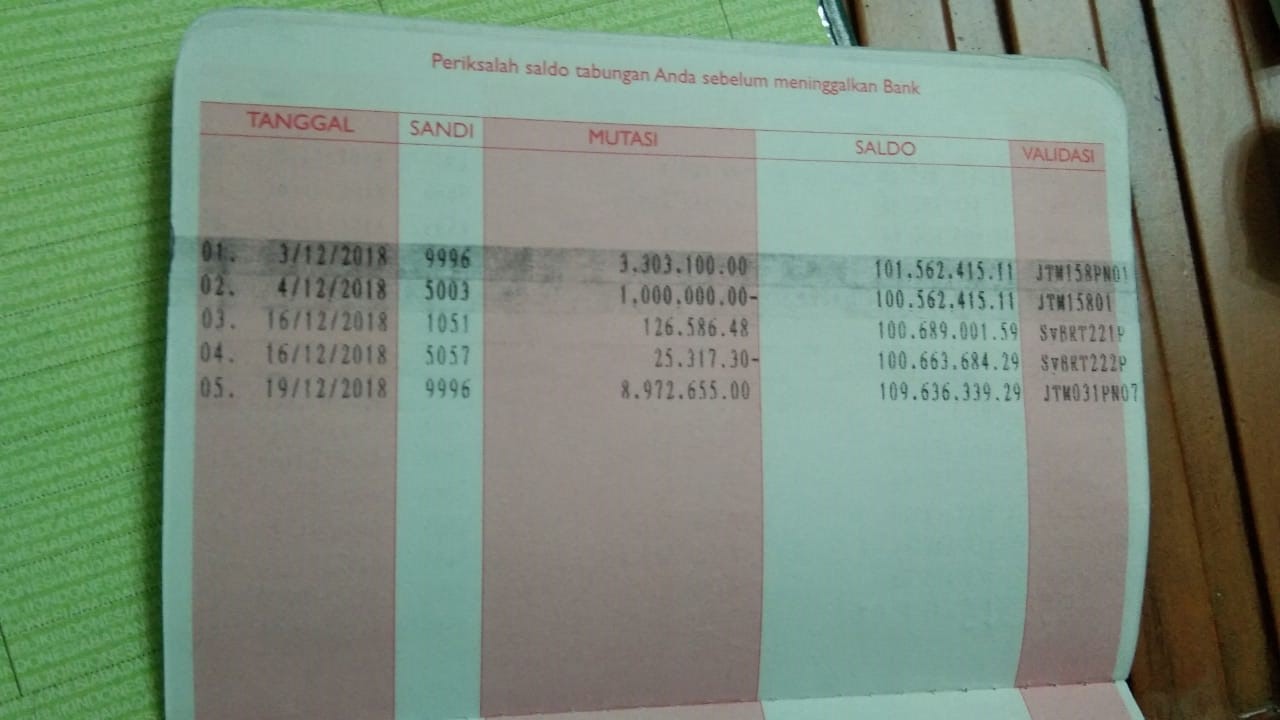 Periksalah saldo tabungan Anda sebelum meninggalkan Bank
TANGGAL SANDI MUTASI SALDO VALIDASI
01. 3/12/2018 9996 3.303.100.00 101.562.415.11 JTM158PN01
02. 4/12/2018 5003 1.000.000.00- 100.562.415.11 JTM15801
03. 16/12/2018 1051 126.586.48 100.689.001.59 SVBRT221P
04. 16/12/2018 5057 25.317.30- 100.663.684.29 SVBRT222P
05. 19/12/2018 9996 8.972.655.00 109.636.339.29 JTM031PN07